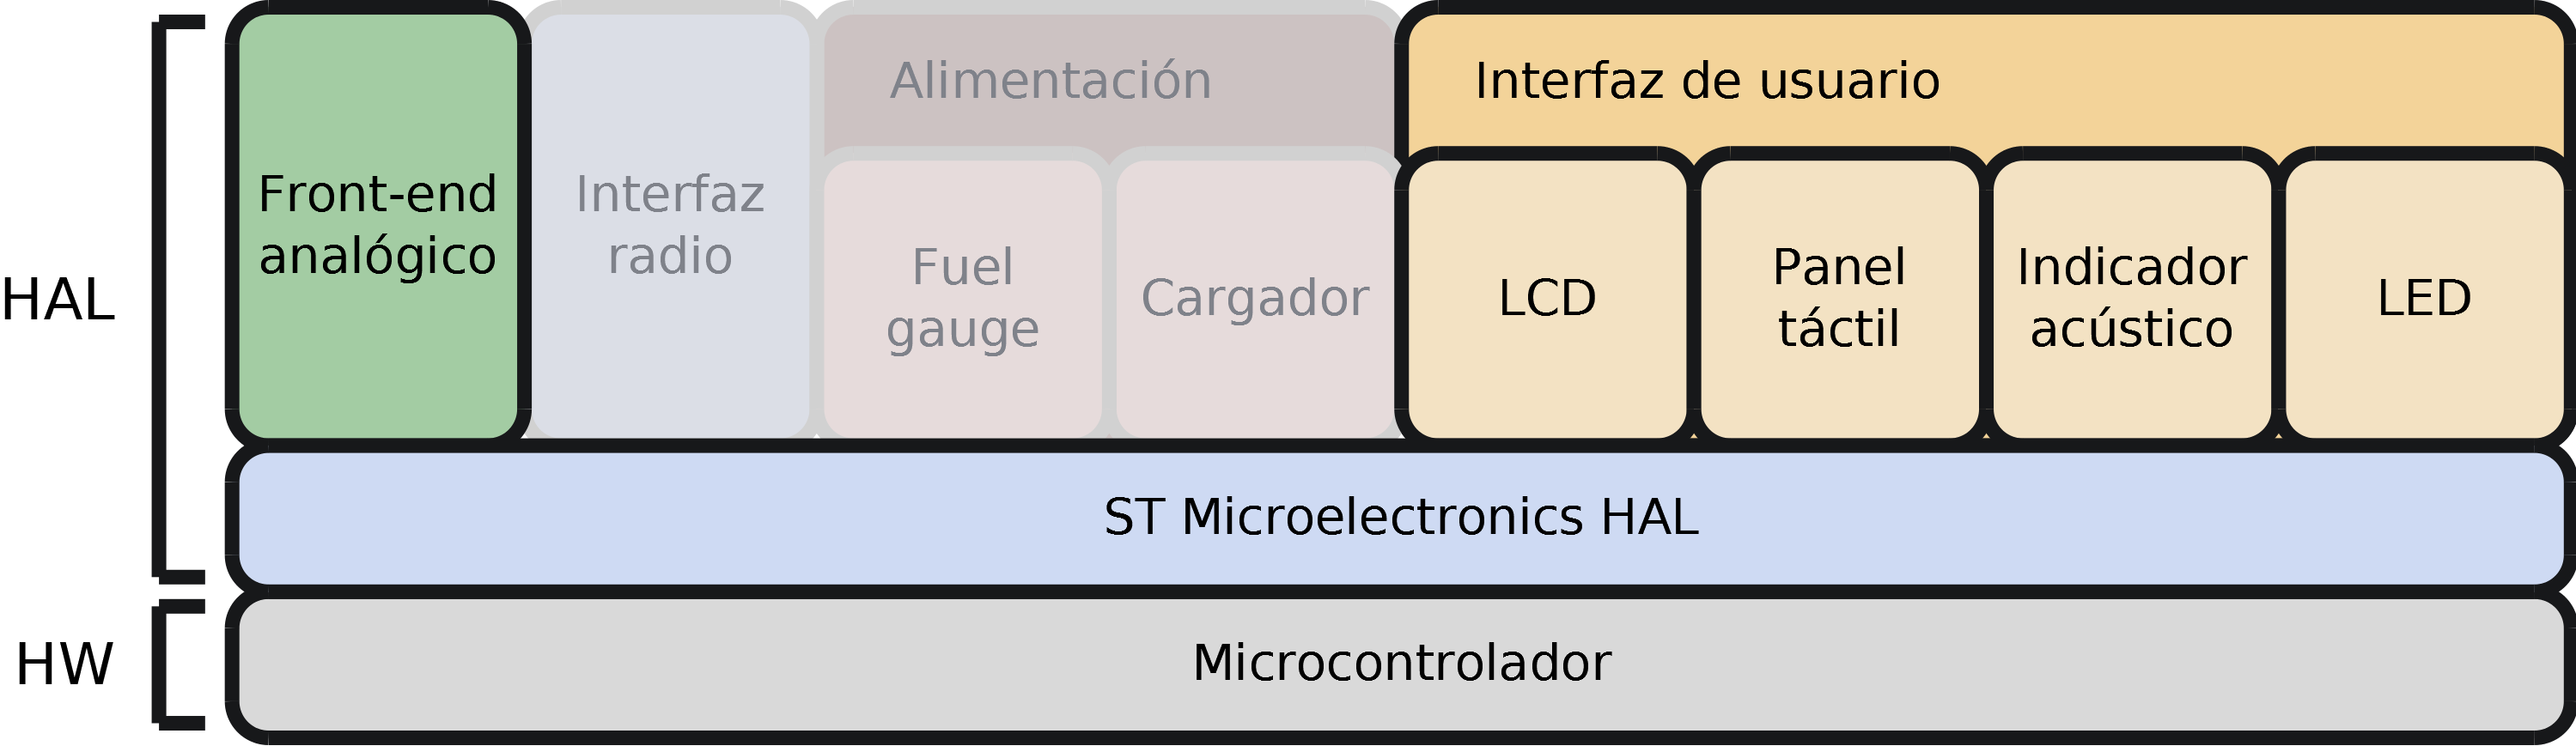 HAL
HW
Front-end
analógico
Interfaz
radio
Alimentación
Fuel
gauge
Cargador
Interfaz de usuario
LCD
Panel
táctil
Indicador
acústico
LED
ST Microelectronics HAL
Microcontrolador